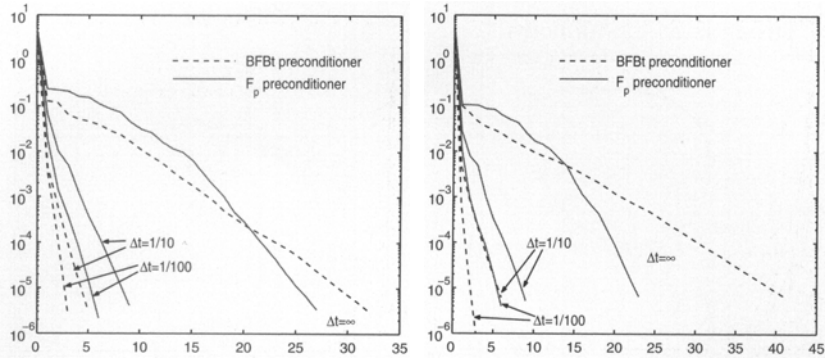 10^1
10^0
10^-1
10^-2
10^-3
10^-4
10^-5
10^-6
0 5 10 15 20 25 30 35
BFBt preconditioner
F_p preconditioner
Δt=1/10
Δt=1/100
Δt=∞
10^1
10^0
10^-1
10^-2
10^-3
10^-4
10^-5
10^-6
0 5 10 15 20 25 30 35 40 45
BFBt preconditioner
F_p preconditioner
Δt=1/10
Δt=∞
Δt=1/100